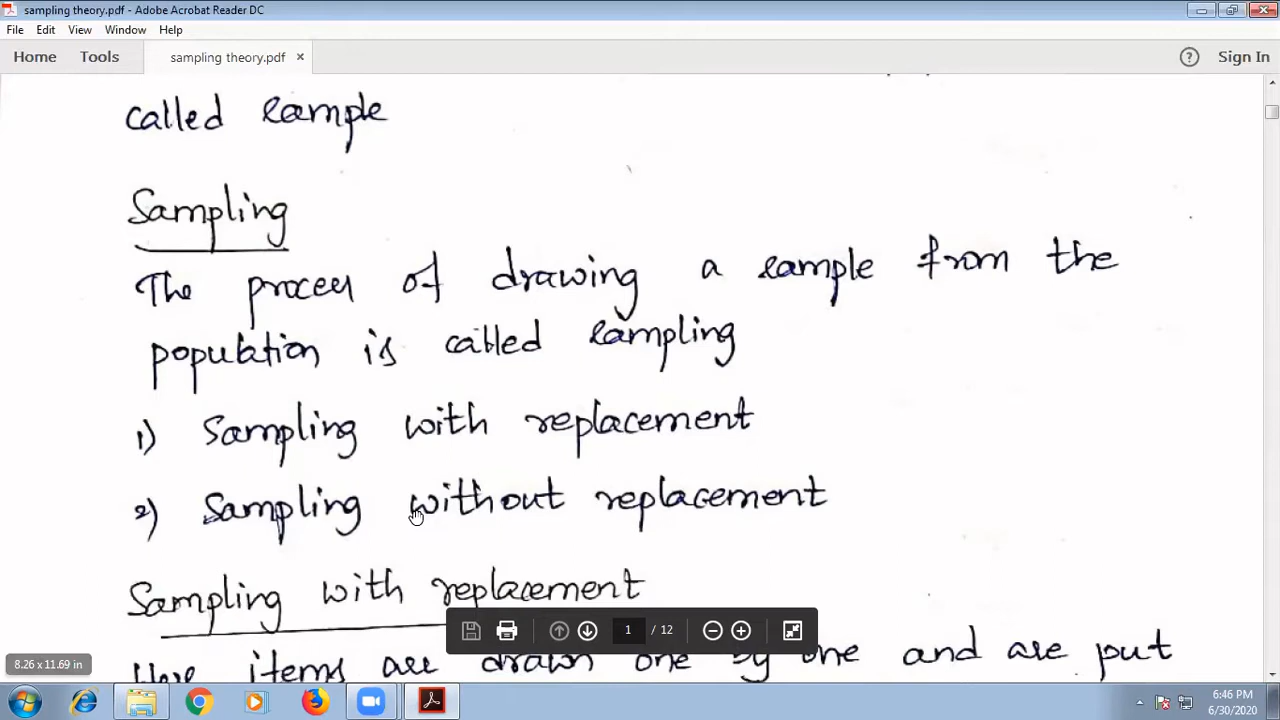 sampling theory.pdf - Adobe Acrobat Reader DC
File Edit View Window Help
Home Tools sampling theory.pdf × ? Sign In
called sample
Sampling
The process of drawing a sample from the
population is called sampling
1) Sampling with replacement
2) Sampling without replacement
Sampling with replacement
1 / 12
Here items are drawn one by one and are put
8.26 x 11.69 in
6:46 PM
6/30/2020